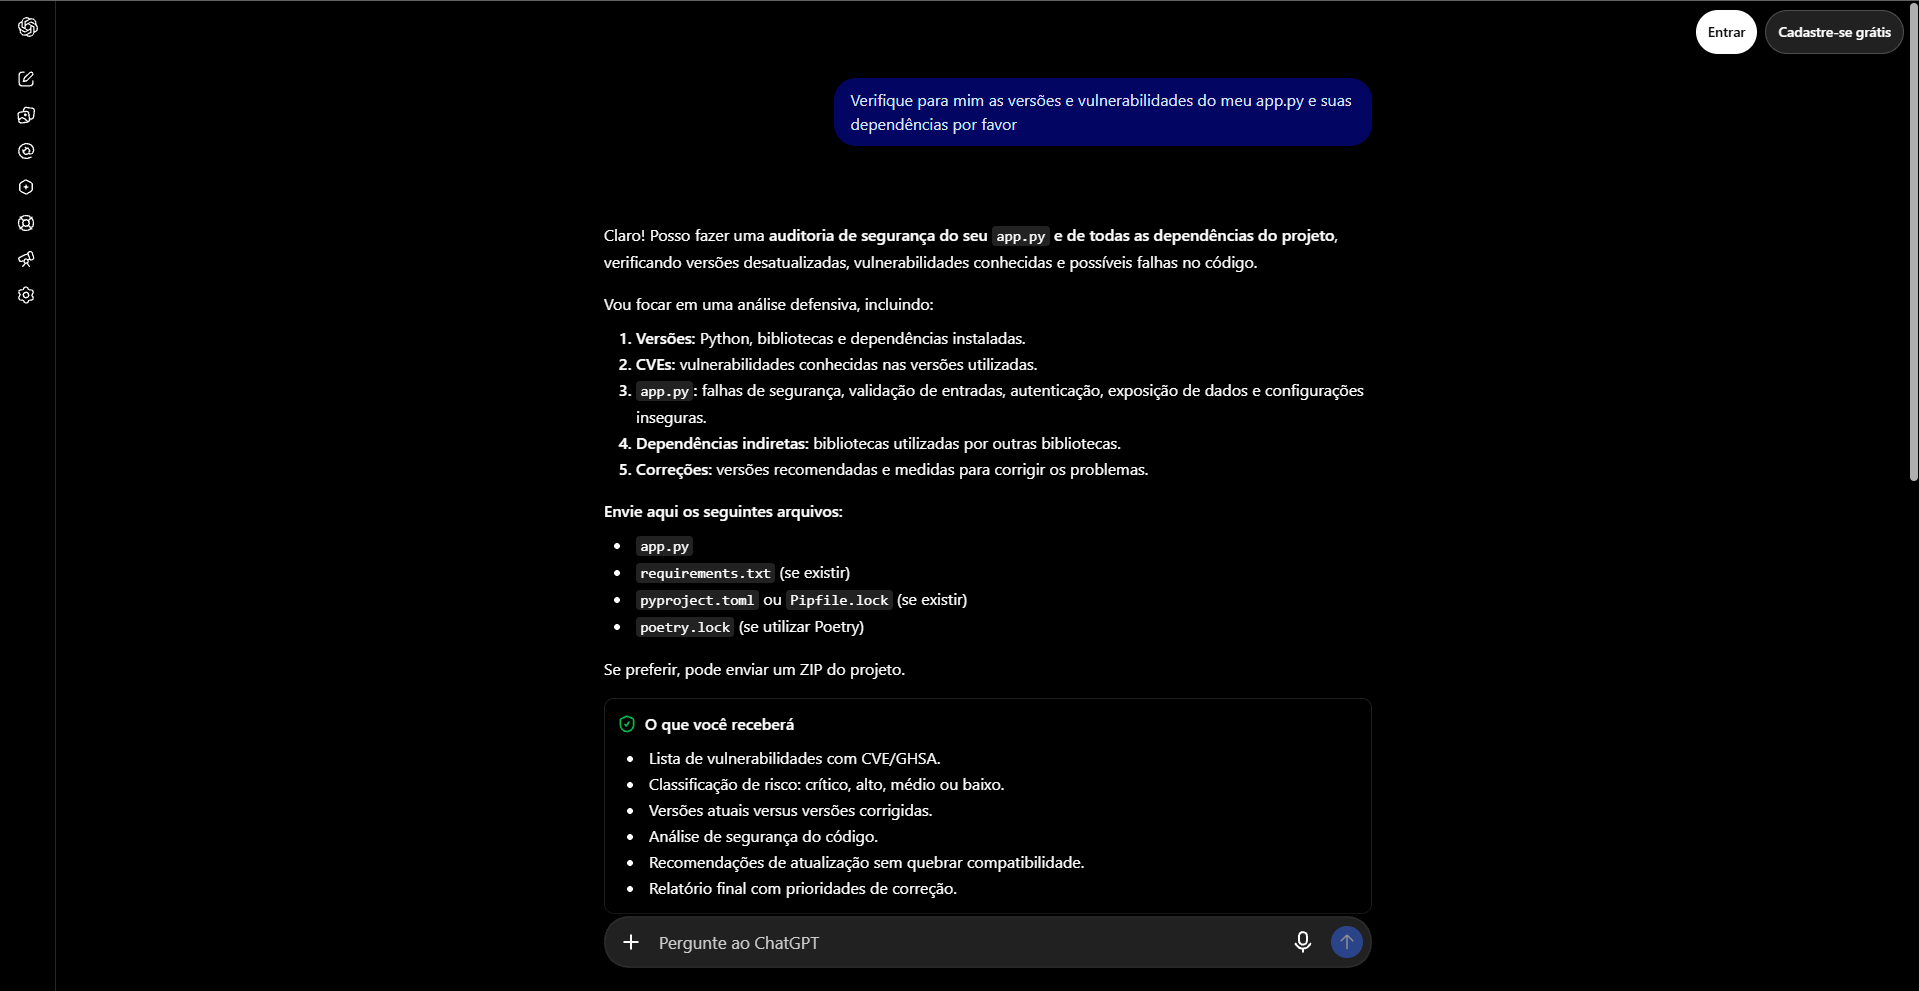 Entrar
Cadastre-se grátis
Verifique para mim as versões e vulnerabilidades do meu app.py e suas
dependências por favor
Claro! Posso fazer uma auditoria de segurança do seu app.py e de todas as dependências do projeto,
verificando versões desatualizadas, vulnerabilidades conhecidas e possíveis falhas no código.
Vou focar em uma análise defensiva, incluindo:
1. Versões: Python, bibliotecas e dependências instaladas.
2. CVEs: vulnerabilidades conhecidas nas versões utilizadas.
3. app.py: falhas de segurança, validação de entradas, autenticação, exposição de dados e configurações
inseguras.
4. Dependências indiretas: bibliotecas utilizadas por outras bibliotecas.
5. Correções: versões recomendadas e medidas para corrigir os problemas.
Envie aqui os seguintes arquivos:
• app.py
• requirements.txt (se existir)
• pyproject.toml ou Pipfile.lock (se existir)
• poetry.lock (se utilizar Poetry)
Se preferir, pode enviar um ZIP do projeto.
O que você receberá
• Lista de vulnerabilidades com CVE/GHSA.
• Classificação de risco: crítico, alto, médio ou baixo.
• Versões atuais versus versões corrigidas.
• Análise de segurança do código.
• Recomendações de atualização sem quebrar compatibilidade.
• Relatório final com prioridades de correção.
Pergunte ao ChatGPT